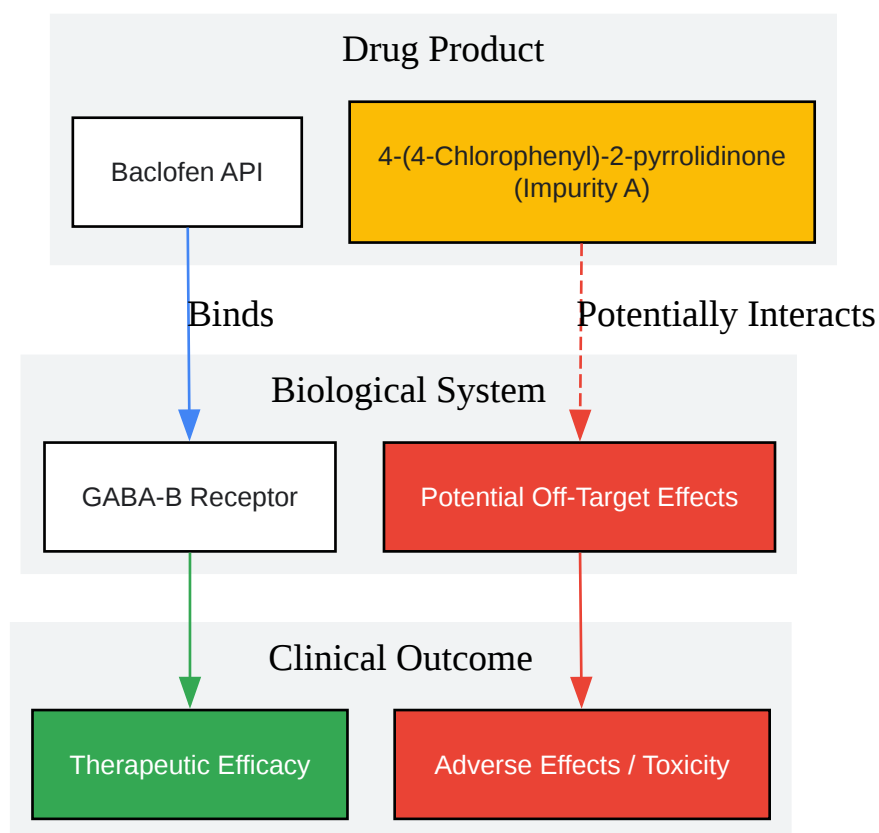 Drug Product
Baclofen API
4-(4-Chlorophenyl)-2-pyrrolidinone
(Impurity A)
Binds
Potentially Interacts
Biological System
GABA-B Receptor
Potential Off-Target Effects
Clinical Outcome
Therapeutic Efficacy
Adverse Effects / Toxicity